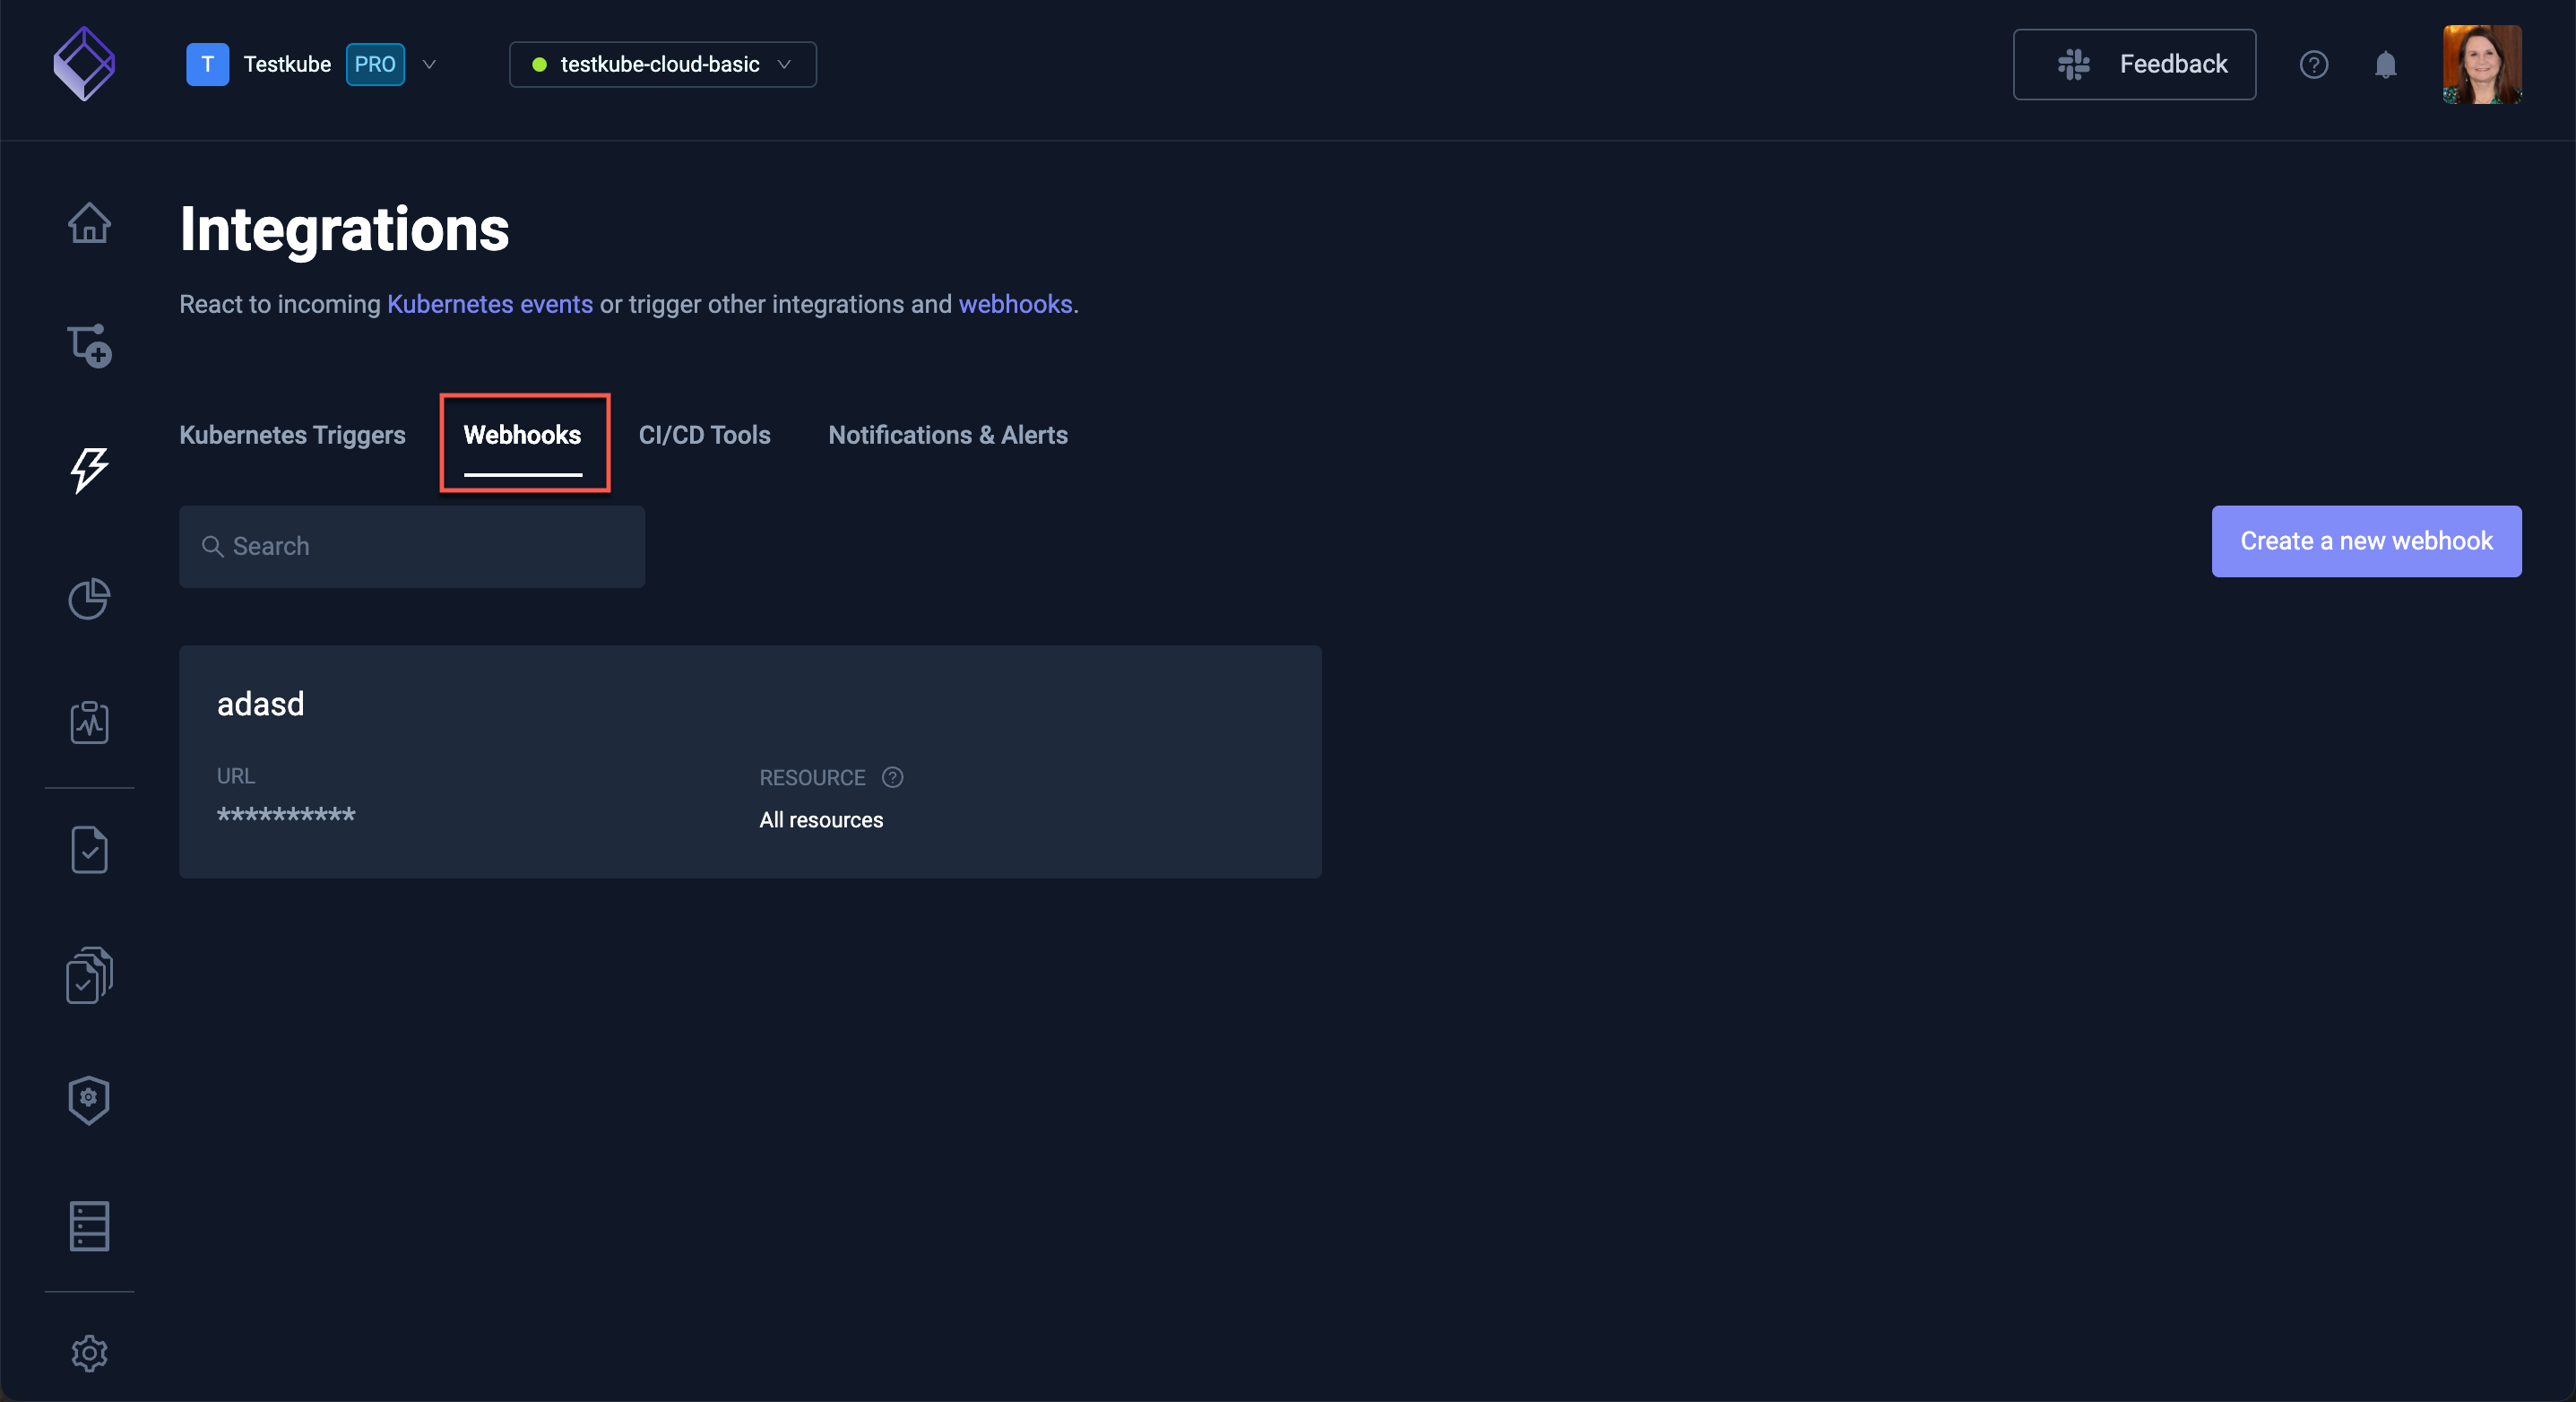 T Testkube PRO
testkube-cloud-basic
Feedback
Integrations
React to incoming Kubernetes events or trigger other integrations and webhooks.
Kubernetes Triggers
Webhooks
CI/CD Tools
Notifications & Alerts
Search
Create a new webhook
adasd
URL
**********
RESOURCE ?
All resources